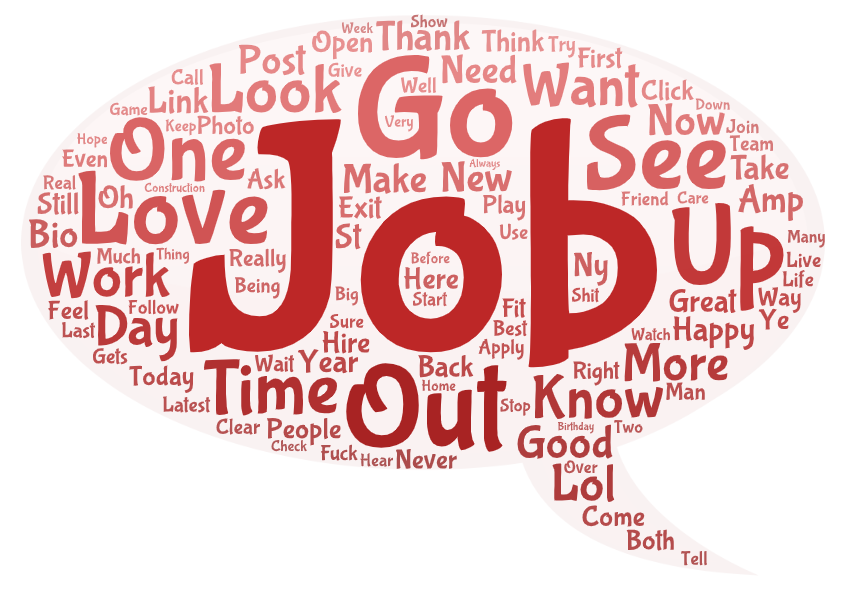 Show
Week
Open
Thank
Think
Try
First
Post
Give
Call
Look
Link
Go
Well
Need
Want
Click
Down
Game
Very
Now
Join
Keep
Photo
Hope
One
Job
See
Team
Even
Always
Take
Real
Still
Oh
Construction
Ask
Make
New
Friend
Care
Amp
Love
Exit
Play
Up
Bio
St
Use
Many
Much
Thing
Really
Before
Ny
Live
Work
Here
Life
Being
Big
Start
Shit
Great
Way
Feel
Follow
Fit
Last
Day
Sure
Best
Watch
Happy
Ye
Hire
Apply
Gets
Wait
Year
Back
Right
More
Today
Time
Home
Out
Know
Man
Latest
Stop
Clear
People
Birthday
Two
Check
Good
Fuck
Hear
Never
Over
Lol
Come
Both
Tell